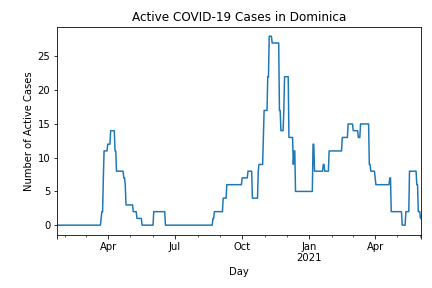 Active COVID-19 Cases in Dominica
Number of Active Cases
25
20
15
10
5
0
Apr Jul Oct Jan Apr
2021
Day